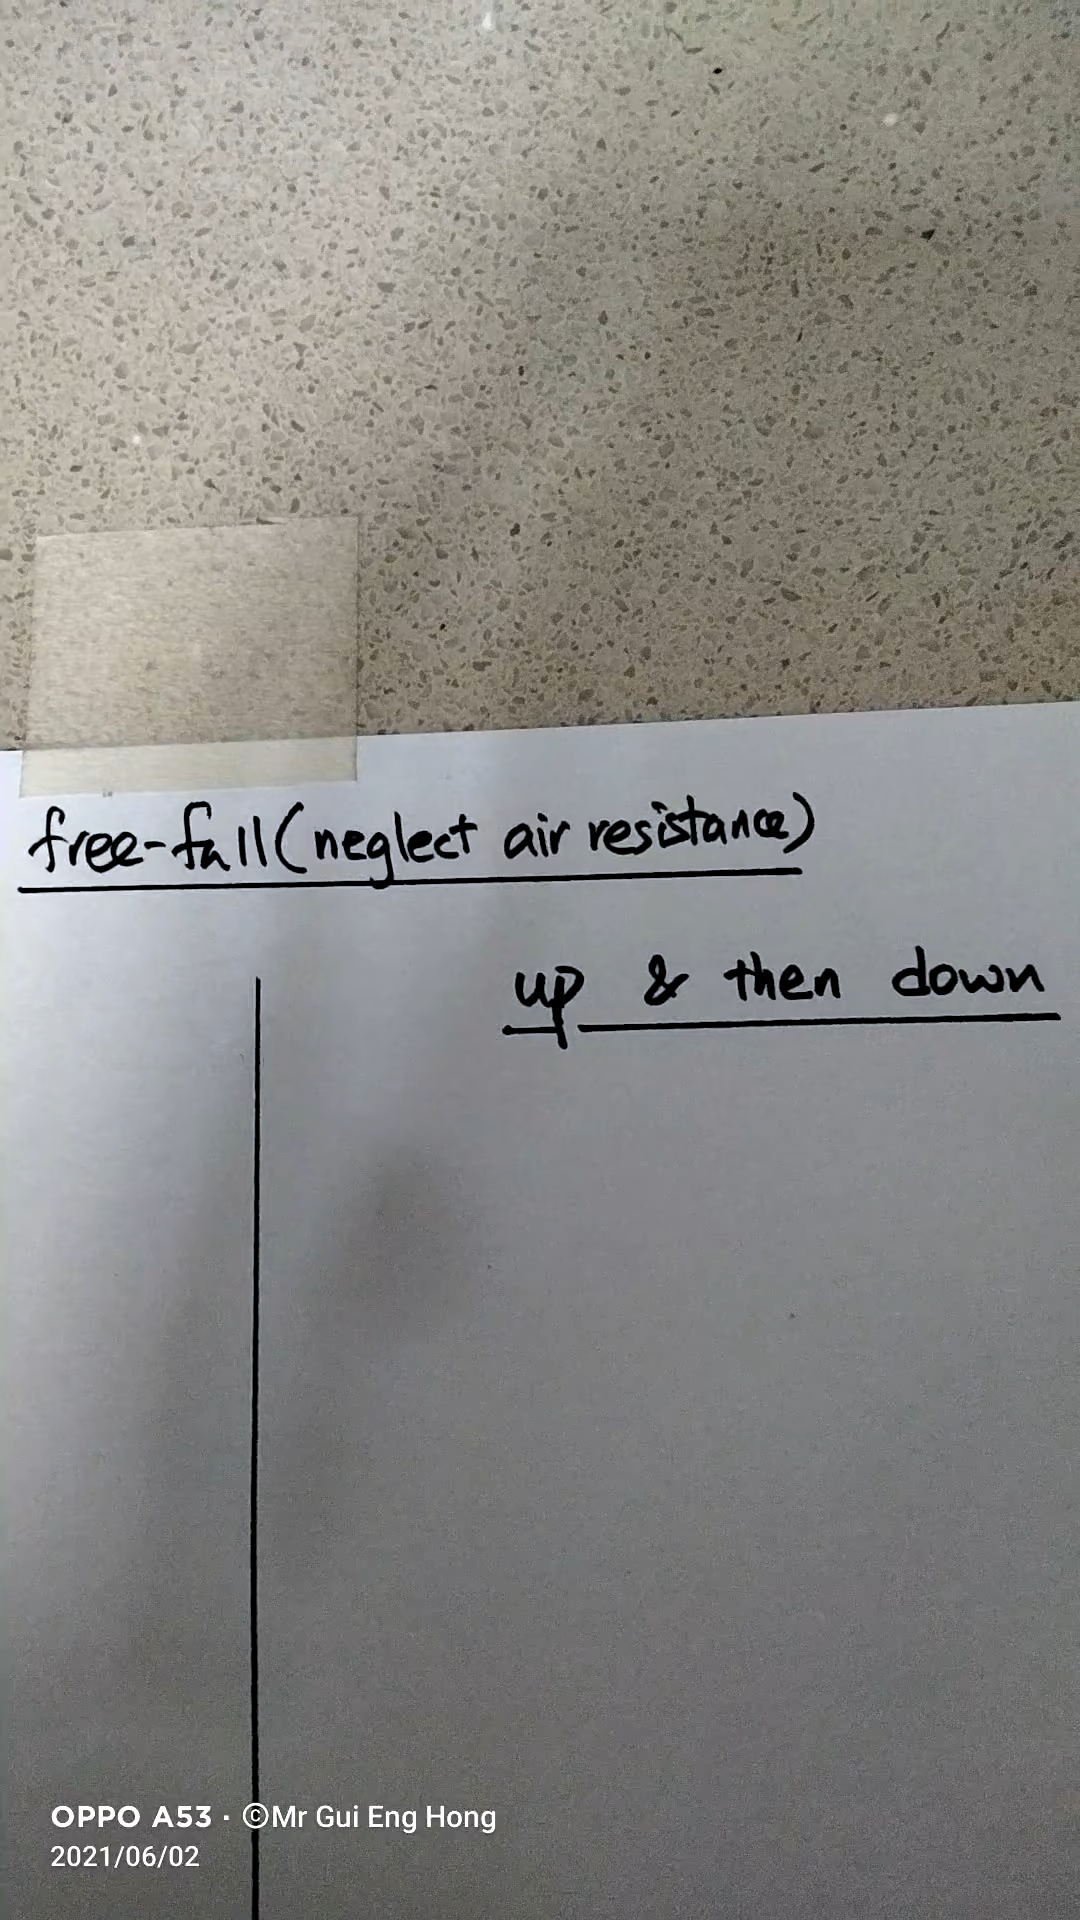 free-fall (neglect air resistance)
up & then down
OPPO A53 · ©Mr Gui Eng Hong
2021/06/02